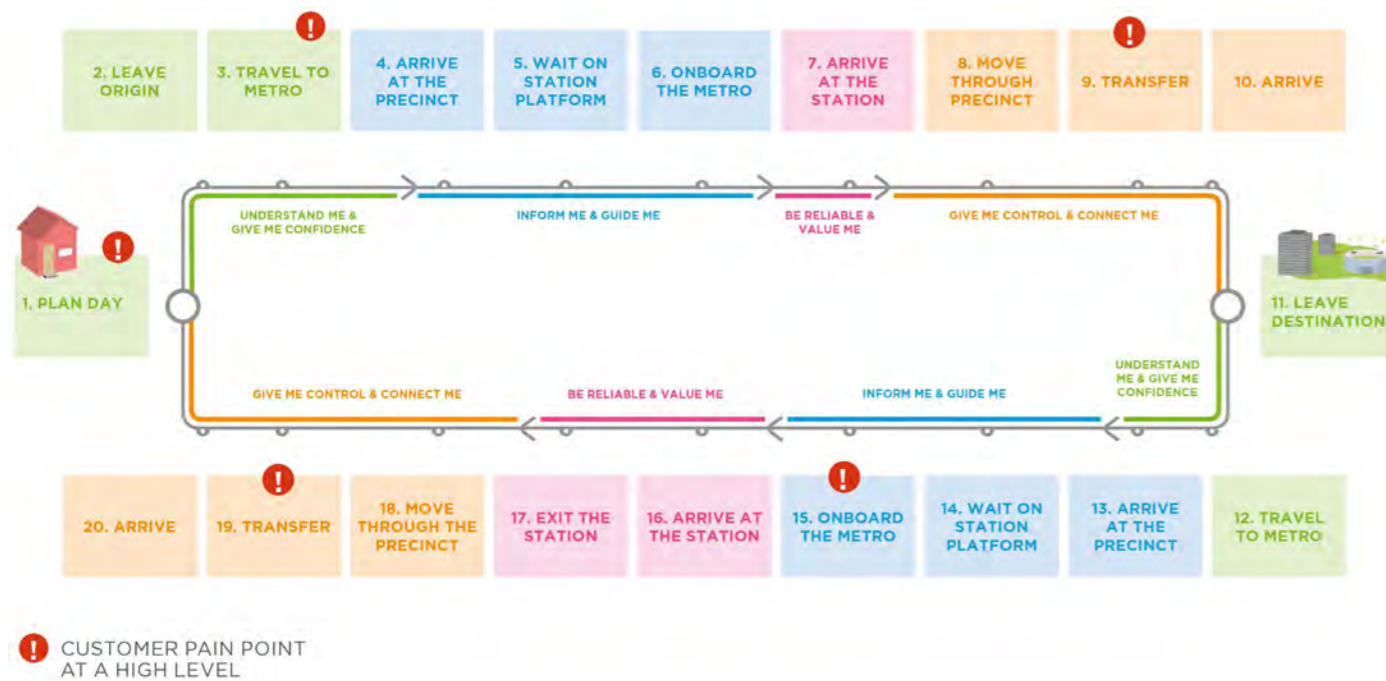 2. LEAVE
ORIGIN
!
3. TRAVEL TO
METRO
4. ARRIVE
AT THE
PRECINCT
5. WAIT ON
STATION
PLATFORM
6. ONBOARD
THE METRO
7. ARRIVE
AT THE
STATION
8. MOVE
THROUGH
PRECINCT
!
9. TRANSFER
10. ARRIVE
UNDERSTAND ME &
GIVE ME CONFIDENCE
INFORM ME & GUIDE ME
BE RELIABLE &
VALUE ME
GIVE ME CONTROL & CONNECT ME
!
1. PLAN DAY
11. LEAVE
DESTINATION
GIVE ME CONTROL & CONNECT ME
BE RELIABLE & VALUE ME
INFORM ME & GUIDE ME
UNDERSTAND
ME & GIVE ME
CONFIDENCE
20. ARRIVE
!
19. TRANSFER
18. MOVE
THROUGH THE
PRECINCT
17. EXIT THE
STATION
16. ARRIVE AT
THE STATION
!
15. ONBOARD
THE METRO
14. WAIT ON
STATION
PLATFORM
13. ARRIVE
AT THE
PRECINCT
12. TRAVEL
TO METRO
!
CUSTOMER PAIN POINT
AT A HIGH LEVEL